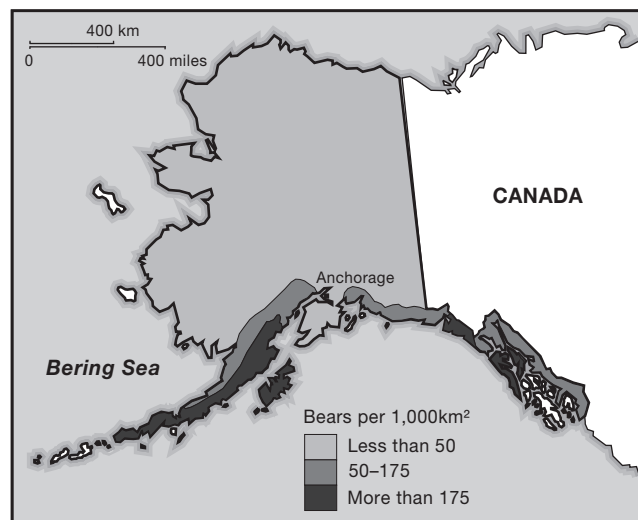 400 km
0
400 miles
CANADA
Anchorage
Bering Sea
Bears per 1,000km²
Less than 50
50–175
More than 175